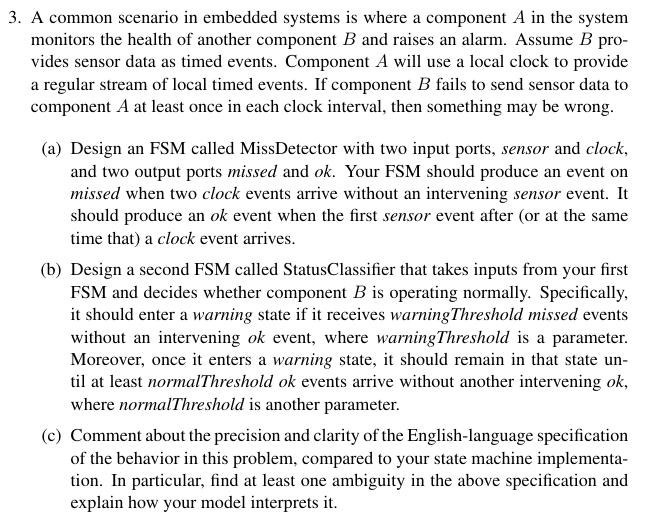 3. A common scenario in embedded systems is where a component A in the system
monitors the health of another component B and raises an alarm. Assume B pro-
vides sensor data as timed events. Component A will use a local clock to provide
a regular stream of local timed events. If component B fails to send sensor data to
component A at least once in each clock interval, then something may be wrong.
(a) Design an FSM called MissDetector with two input ports, sensor and clock,
and two output ports missed and ok. Your FSM should produce an event on
missed when two clock events arrive without an intervening sensor event. It
should produce an ok event when the first sensor event after (or at the same
time that) a clock event arrives.
(b) Design a second FSM called StatusClassifier that takes inputs from your first
FSM and decides whether component B is operating normally. Specifically,
it should enter a warning state if it receives warningThreshold missed events
without an intervening ok event, where warningThreshold is a parameter.
Moreover, once it enters a warning state, it should remain in that state un-
til at least normalThreshold ok events arrive without another intervening ok,
where normalThreshold is another parameter.
(c) Comment about the precision and clarity of the English-language specification
of the behavior in this problem, compared to your state machine implementa-
tion. In particular, find at least one ambiguity in the above specification and
explain how your model interprets it.